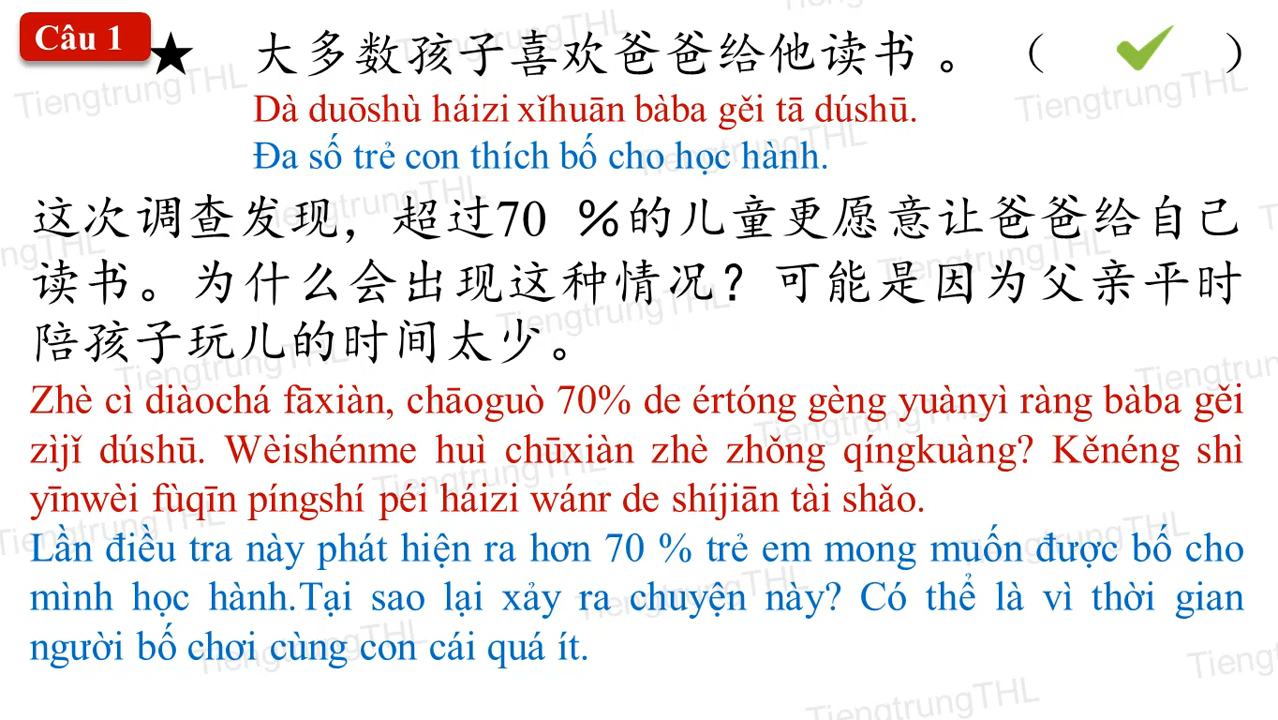 Câu 1
★ 大多数孩子喜欢爸爸给他读书。（ ✓ ）
Dà duōshù háizi xǐhuān bàba gěi tā dúshū.
Đa số trẻ con thích bố cho học hành.
这次调查发现，超过70 %的儿童更愿意让爸爸给自己
读书。为什么会出现这种情况？可能是因为父亲平时
陪孩子玩儿的时间太少。
Zhè cì diàochá fāxiàn, chāoguò 70% de értóng gèng yuànyì ràng bàba gěi
zìjǐ dúshū. Wèishénme huì chūxiàn zhè zhǒng qíngkuàng? Kěnéng shì
yīnwèi fùqīn píngshí péi háizi wánr de shíjiān tài shǎo.
Lần điều tra này phát hiện ra hơn 70 % trẻ em mong muốn được bố cho
mình học hành.Tại sao lại xảy ra chuyện này? Có thể là vì thời gian
người bố chơi cùng con cái quá ít.
TiengtrungTHL